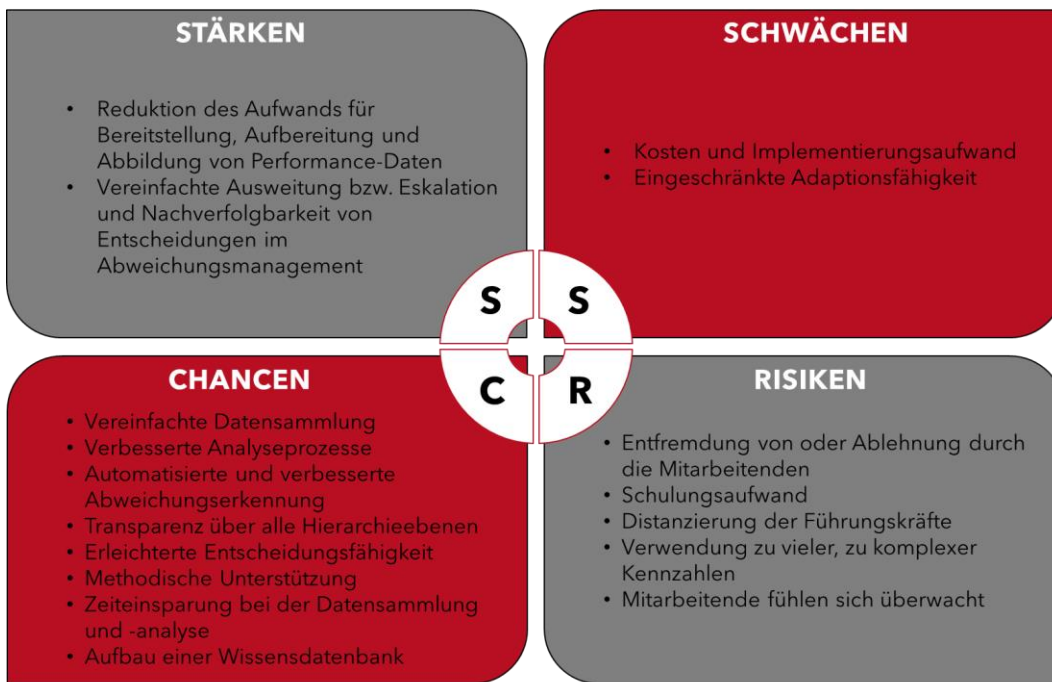 STÄRKEN
• Reduktion des Aufwands für
Bereitstellung, Aufbereitung und
Abbildung von Performance-Daten
• Vereinfachte Ausweitung bzw. Eskalation
und Nachverfolgbarkeit von
Entscheidungen im
Abweichungsmanagement
SCHWÄCHEN
• Kosten und Implementierungsaufwand
• Eingeschränkte Adaptionsfähigkeit
S S
C R
CHANCEN
• Vereinfachte Datensammlung
• Verbesserte Analyseprozesse
• Automatisierte und verbesserte
Abweichungserkennung
• Transparenz über alle Hierarchieebenen
• Erleichterte Entscheidungsfähigkeit
• Methodische Unterstützung
• Zeiteinsparung bei der Datensammlung
und -analyse
• Aufbau einer Wissensdatenbank
RISIKEN
• Entfremdung von oder Ablehnung durch
die Mitarbeitenden
• Schulungsaufwand
• Distanzierung der Führungskräfte
• Verwendung zu vieler, zu komplexer
Kennzahlen
• Mitarbeitende fühlen sich überwacht